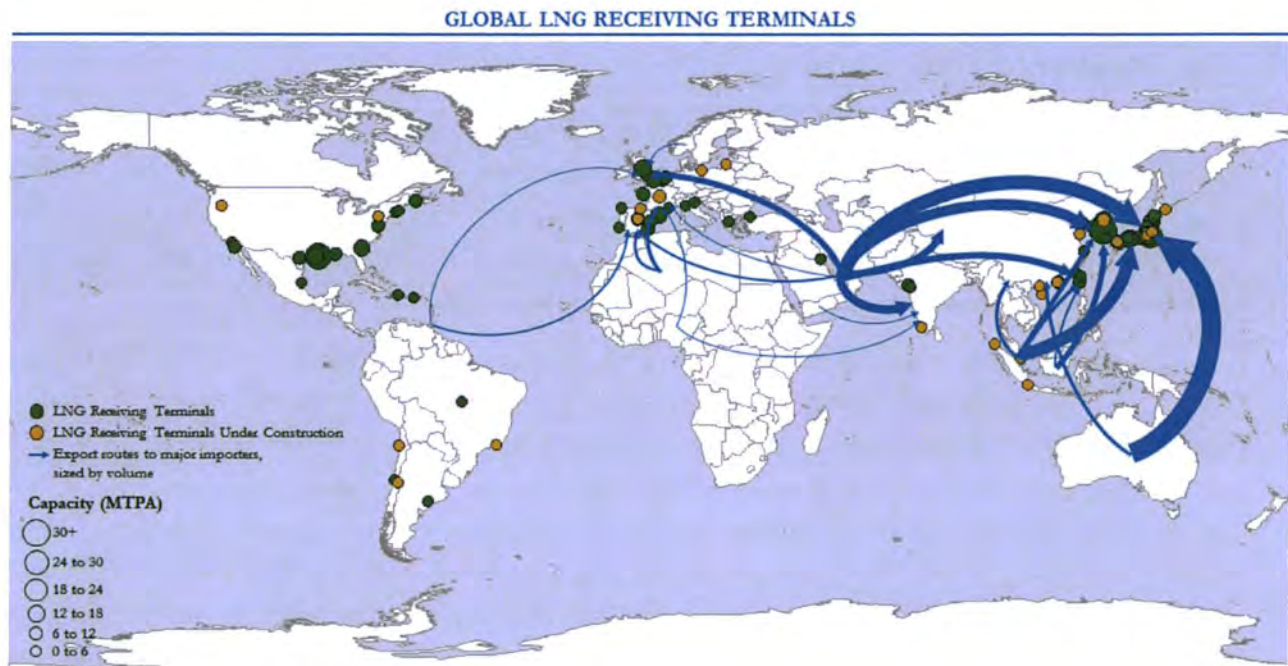 GLOBAL LNG RECEIVING TERMINALS
LNG Receiving Terminals
LNG Receiving Terminals Under Construction
Export routes to major importers,
sized by volume
Capacity (MTPA)
30+
24 to 30
18 to 24
12 to 18
6 to 12
0 to 6